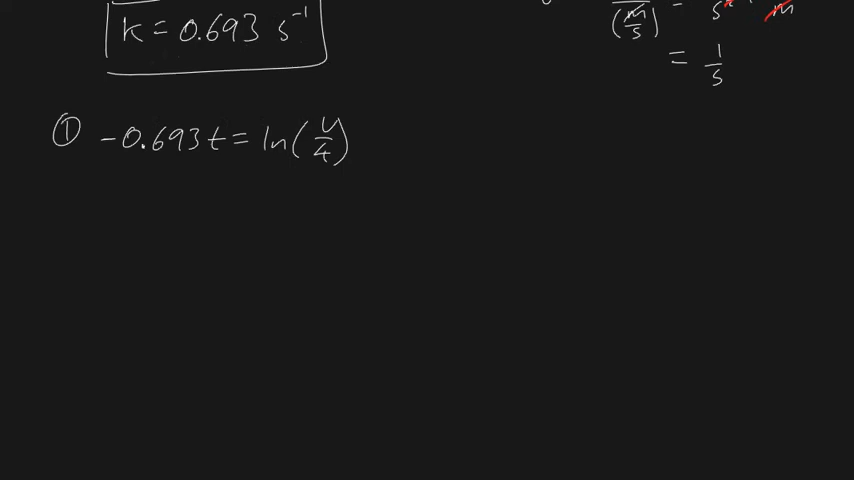 k = 0.693 s⁻¹
(m/s) = s m
= 1/s
① -0.693t = ln(v/4)